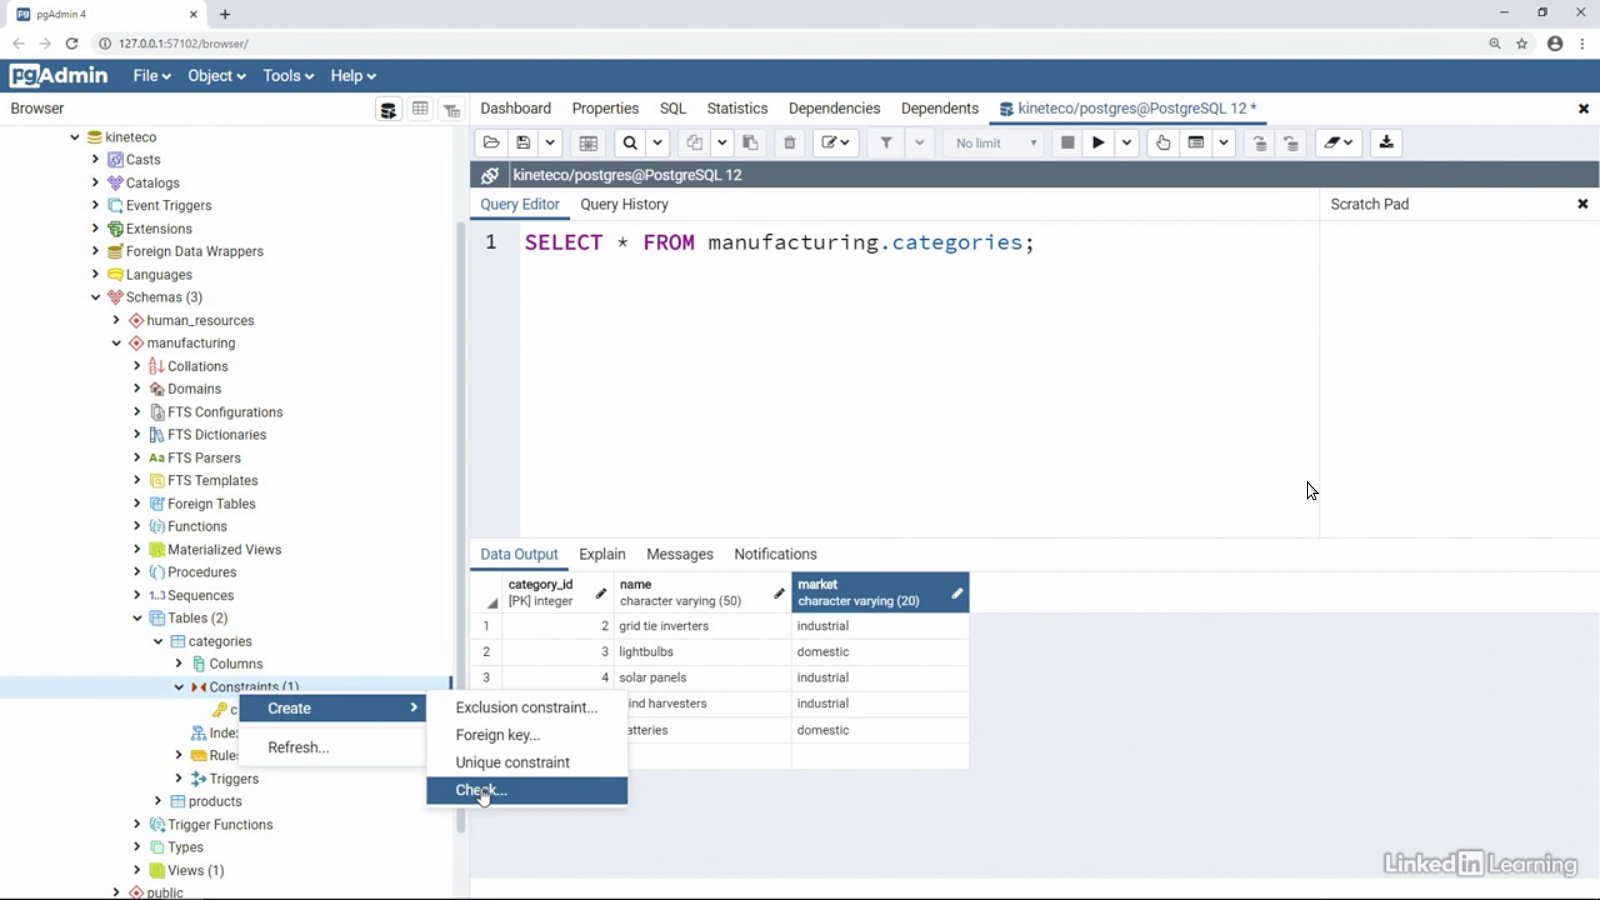 pgAdmin 4
127.0.0.1:57102/browser/
pgAdmin File Object Tools Help
Browser
Dashboard Properties SQL Statistics Dependencies Dependents kineteco/postgres@PostgreSQL 12 *
No limit
kineteco/postgres@PostgreSQL 12
Query Editor Query History
Scratch Pad
1 SELECT * FROM manufacturing.categories;
kineteco
Casts
Catalogs
Event Triggers
Extensions
Foreign Data Wrappers
Languages
Schemas (3)
human_resources
manufacturing
Collations
Domains
FTS Configurations
FTS Dictionaries
Aa FTS Parsers
FTS Templates
Foreign Tables
Functions
Materialized Views
Procedures
1..3 Sequences
Tables (2)
categories
Columns
Constraints (1)
c
Inde
Rule
Triggers
products
Trigger Functions
Types
Views (1)
public
Create
Refresh...
Exclusion constraint...
Foreign key...
Unique constraint
Check...
Data Output Explain Messages Notifications
category_id name market
[PK] integer character varying (50) character varying (20)
1 2 grid tie inverters industrial
2 3 lightbulbs domestic
3 4 solar panels industrial
ind harvesters industrial
atteries domestic
Linked in Learning